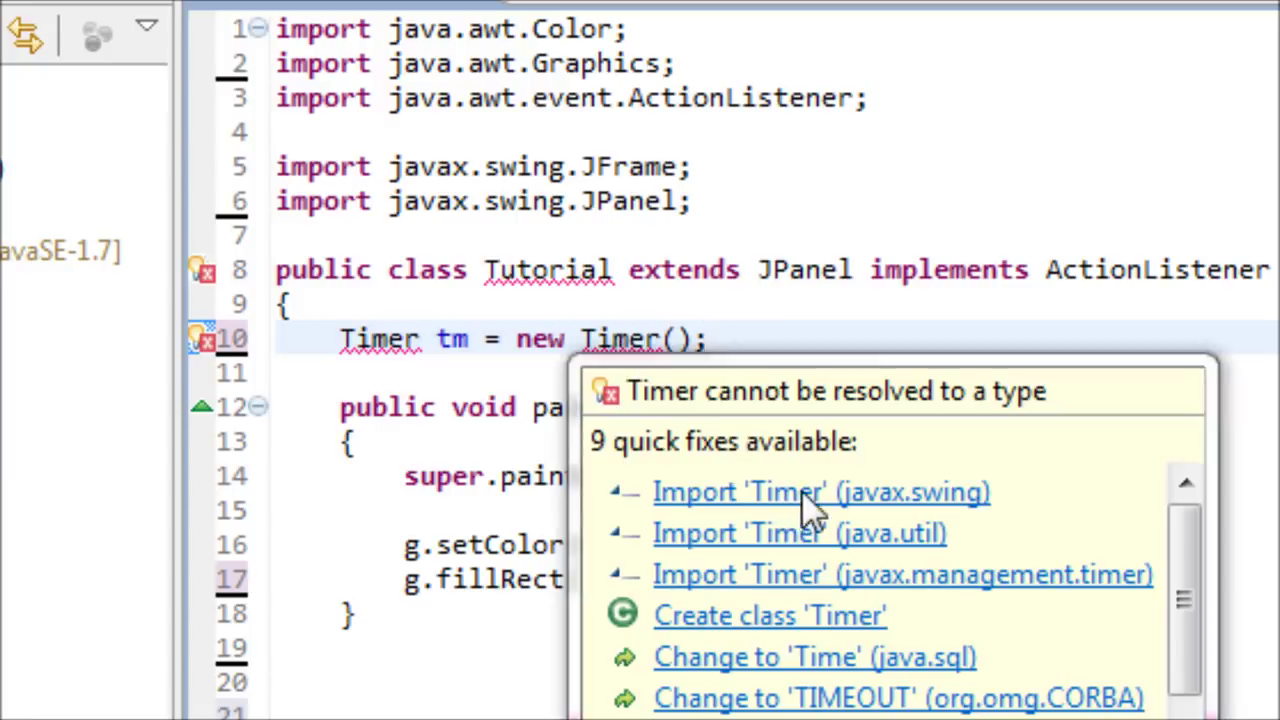 1 import java.awt.Color;
2 import java.awt.Graphics;
3 import java.awt.event.ActionListener;
4
5 import javax.swing.JFrame;
6 import javax.swing.JPanel;
7
avaSE-1.7]
8 public class Tutorial extends JPanel implements ActionListener
9 {
10 Timer tm = new Timer();
11
Timer cannot be resolved to a type
12 public void pa
9 quick fixes available:
13 {
14 super.pain
Import 'Timer' (javax.swing)
15
Import 'Timer' (java.util)
16 g.setColor
17 g.fillRect
Import 'Timer' (javax.management.timer)
18 }
Create class 'Timer'
19
Change to 'Time' (java.sql)
20
Change to 'TIMEOUT' (org.omg.CORBA)
21